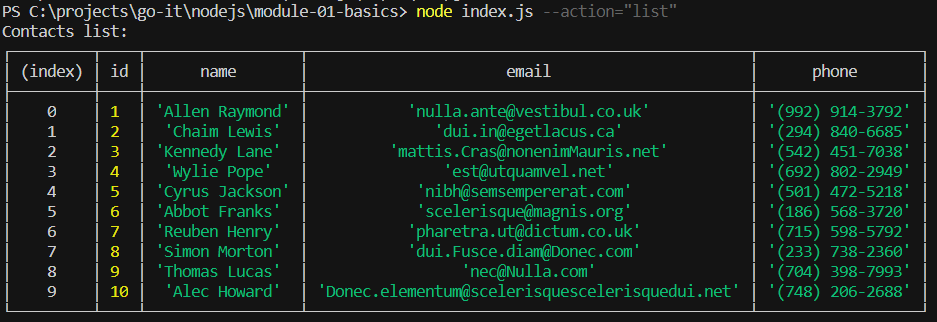 PS C:\projects\go-it\nodejs\module-01-basics> node index.js --action="list"
Contacts list:
(index) id name email phone
0 1 'Allen Raymond' 'nulla.ante@vestibul.co.uk' '(992) 914-3792'
1 2 'Chaim Lewis' 'dui.in@egetlacus.ca' '(294) 840-6685'
2 3 'Kennedy Lane' 'mattis.Cras@nonenimMauris.net' '(542) 451-7038'
3 4 'Wylie Pope' 'est@utquamvel.net' '(692) 802-2949'
4 5 'Cyrus Jackson' 'nibh@semsempererat.com' '(501) 472-5218'
5 6 'Abbot Franks' 'scelerisque@magnis.org' '(186) 568-3720'
6 7 'Reuben Henry' 'pharetra.ut@dictum.co.uk' '(715) 598-5792'
7 8 'Simon Morton' 'dui.Fusce.diam@Donec.com' '(233) 738-2360'
8 9 'Thomas Lucas' 'nec@Nulla.com' '(704) 398-7993'
9 10 'Alec Howard' 'Donec.elementum@scelerisquescelerisquedui.net' '(748) 206-2688'